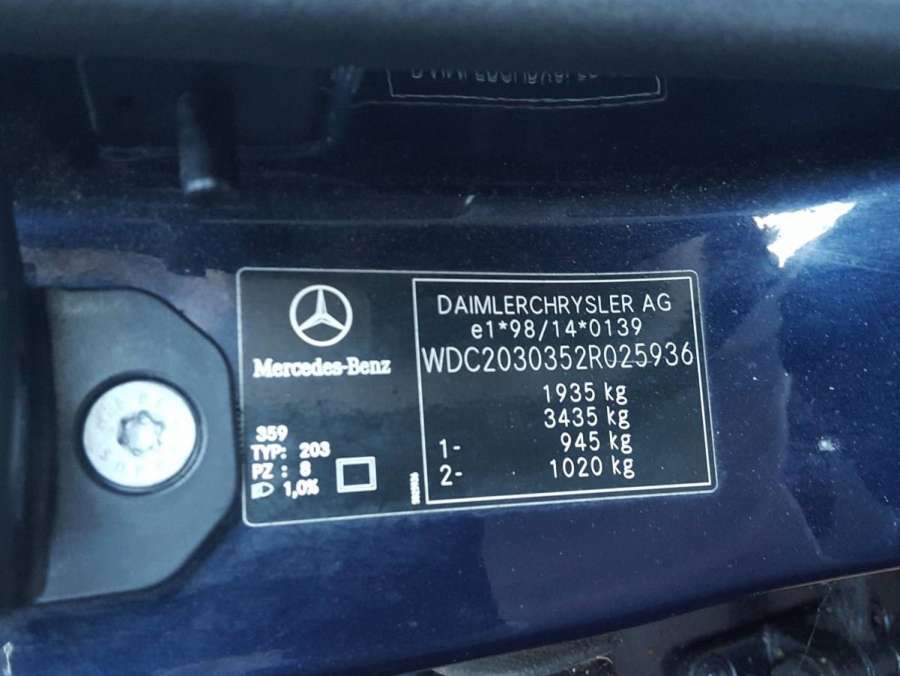 Mercedes-Benz
359
TYP: 203
PZ : 8
1,0%
DAIMLERCHRYSLER AG
e1*98/14*0139
WDC2030352R025936
1935 kg
3435 kg
1- 945 kg
2- 1020 kg